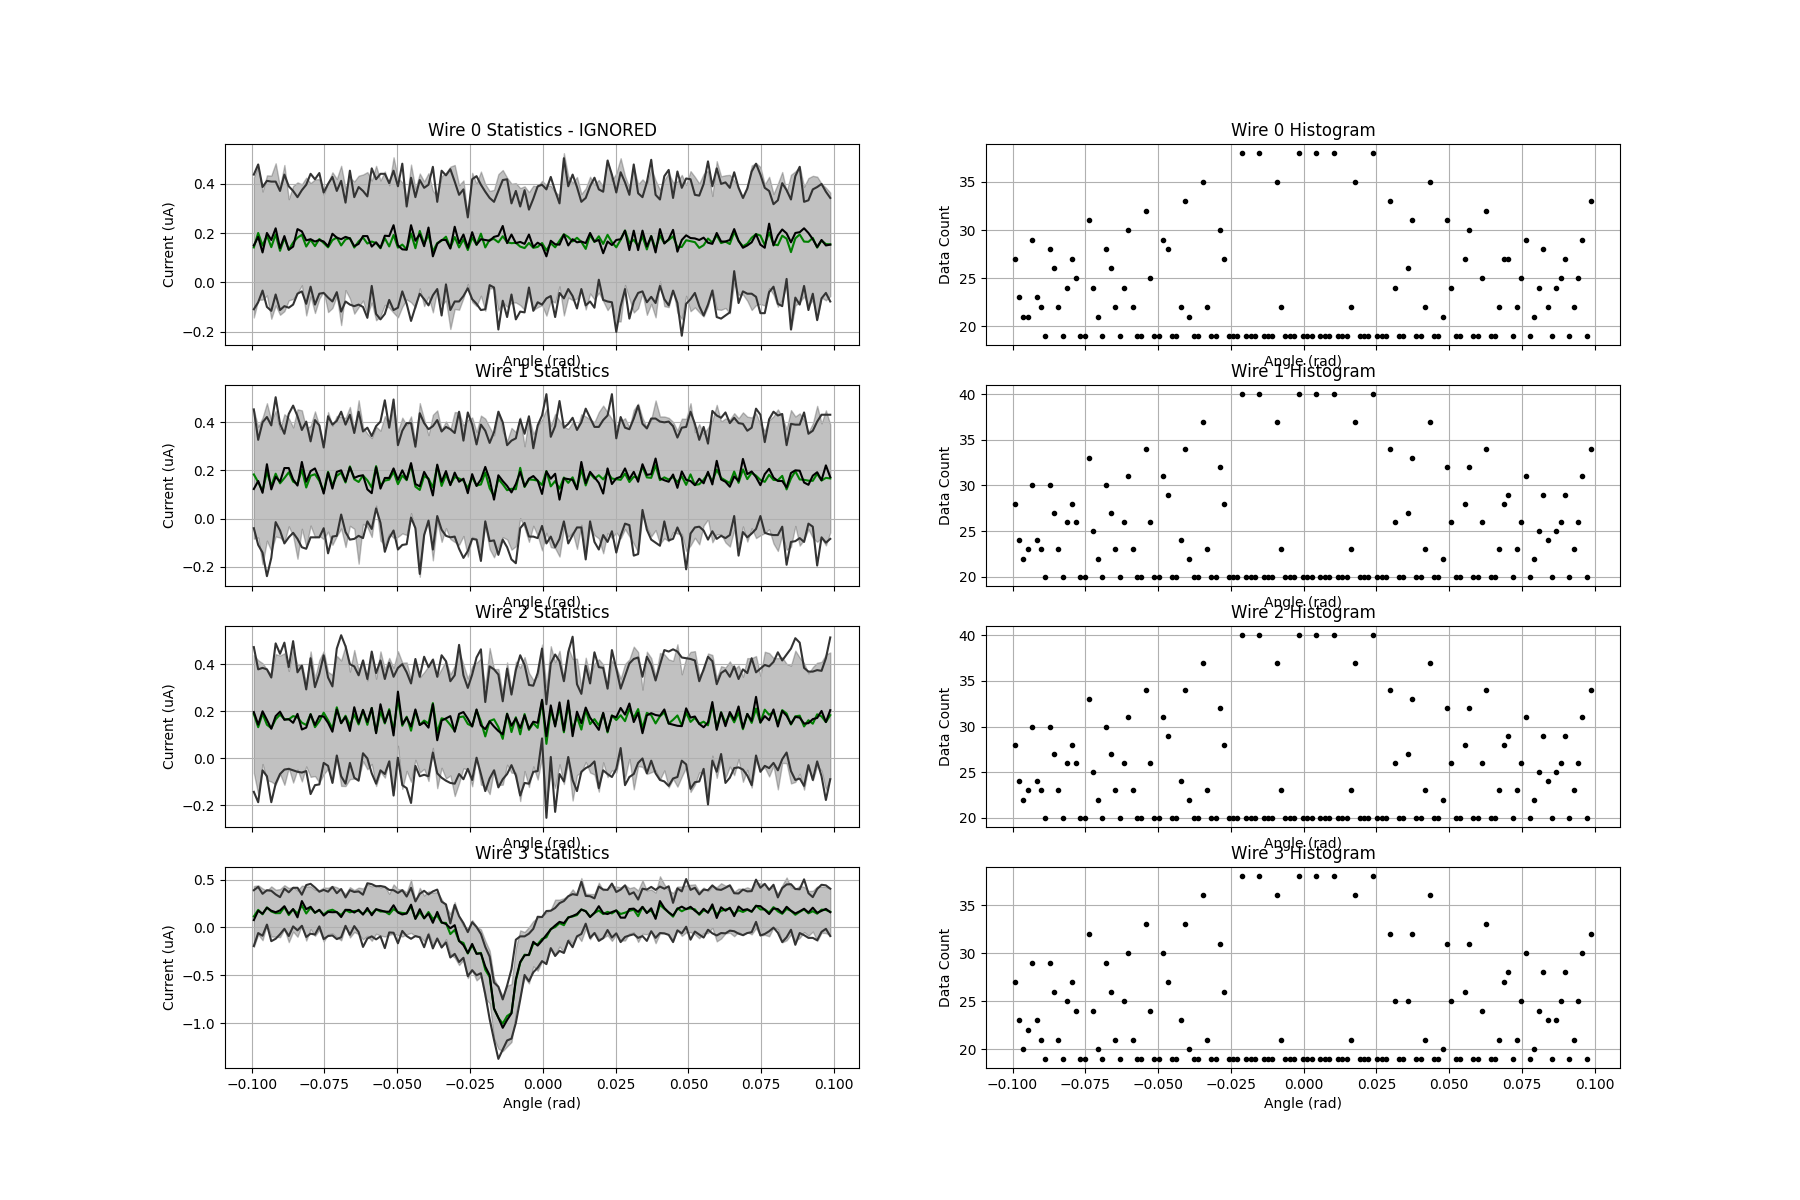 Wire 0 Statistics - IGNORED
Current (uA)
0.4
0.2
0.0
−0.2
Angle (rad)
Wire 0 Histogram
Data Count
35
30
25
20
Angle (rad)
Wire 1 Statistics
Current (uA)
0.4
0.2
0.0
−0.2
Angle (rad)
Wire 1 Histogram
Data Count
40
35
30
25
20
Angle (rad)
Wire 2 Statistics
Current (uA)
0.4
0.2
0.0
−0.2
Angle (rad)
Wire 2 Histogram
Data Count
40
35
30
25
20
Angle (rad)
Wire 3 Statistics
Current (uA)
0.5
0.0
−0.5
−1.0
−0.100 −0.075 −0.050 −0.025 0.000 0.025 0.050 0.075 0.100
Angle (rad)
Wire 3 Histogram
Data Count
35
30
25
20
−0.100 −0.075 −0.050 −0.025 0.000 0.025 0.050 0.075 0.100
Angle (rad)